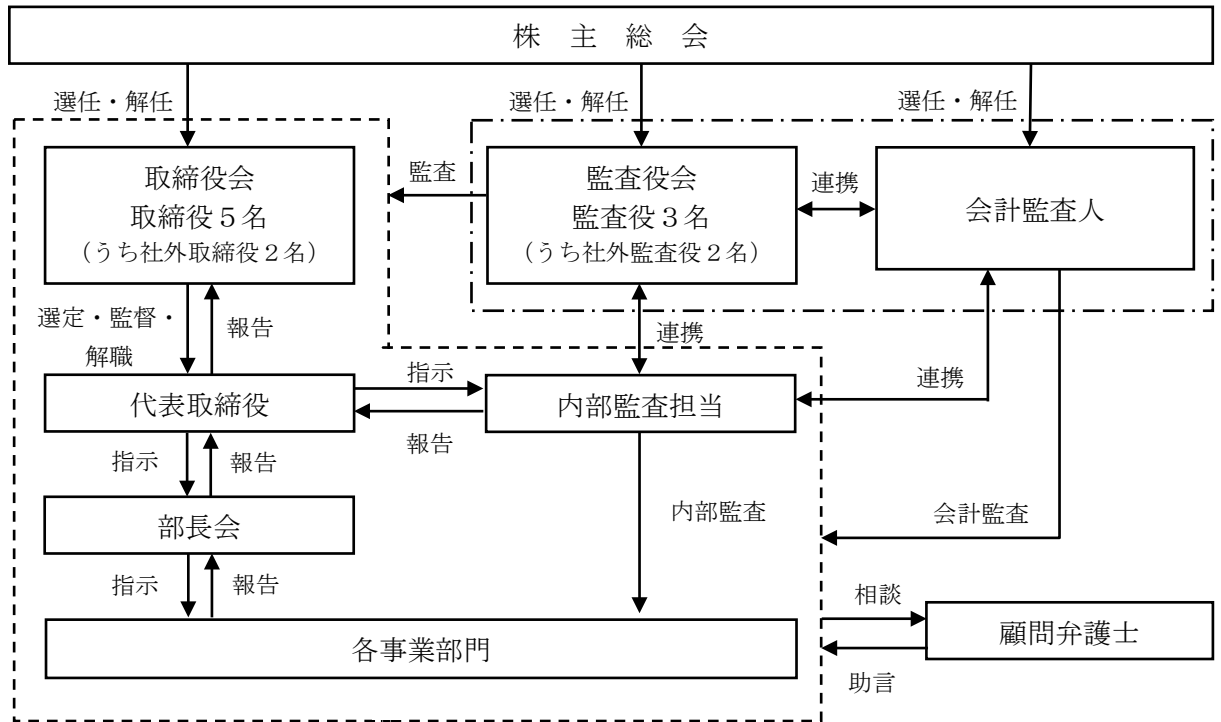 株 主 総 会
選任・解任
選任・解任
選任・解任
取締役会
取締役５名
（うち社外取締役２名）
監査
監査役会
監査役３名
（うち社外監査役２名）
連携
会計監査人
選定・監督・
解職
報告
連携
代表取締役
指示
報告
内部監査担当
連携
指示
報告
部長会
内部監査
会計監査
指示
報告
各事業部門
相談
助言
顧問弁護士